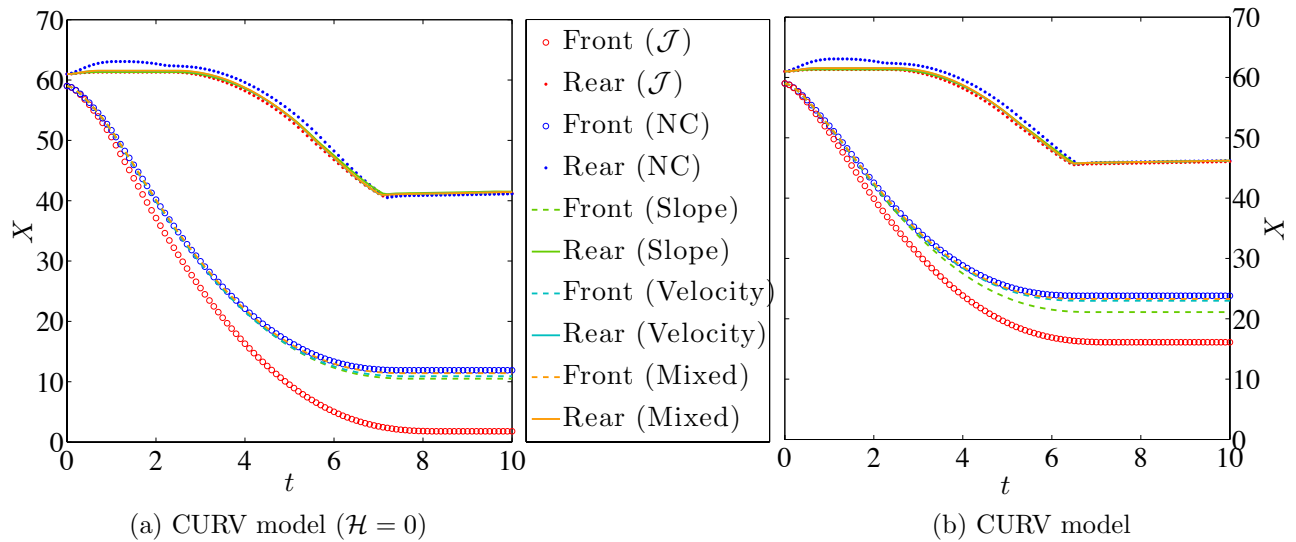 70
60
50
40
30
20
10
0
X
0 2 4 6 8 10
t
(a) CURV model (ℋ = 0)
Front (𝒥)
Rear (𝒥)
Front (NC)
Rear (NC)
Front (Slope)
Rear (Slope)
Front (Velocity)
Rear (Velocity)
Front (Mixed)
Rear (Mixed)
70
60
50
40
30
20
10
0
X
0 2 4 6 8 10
t
(b) CURV model